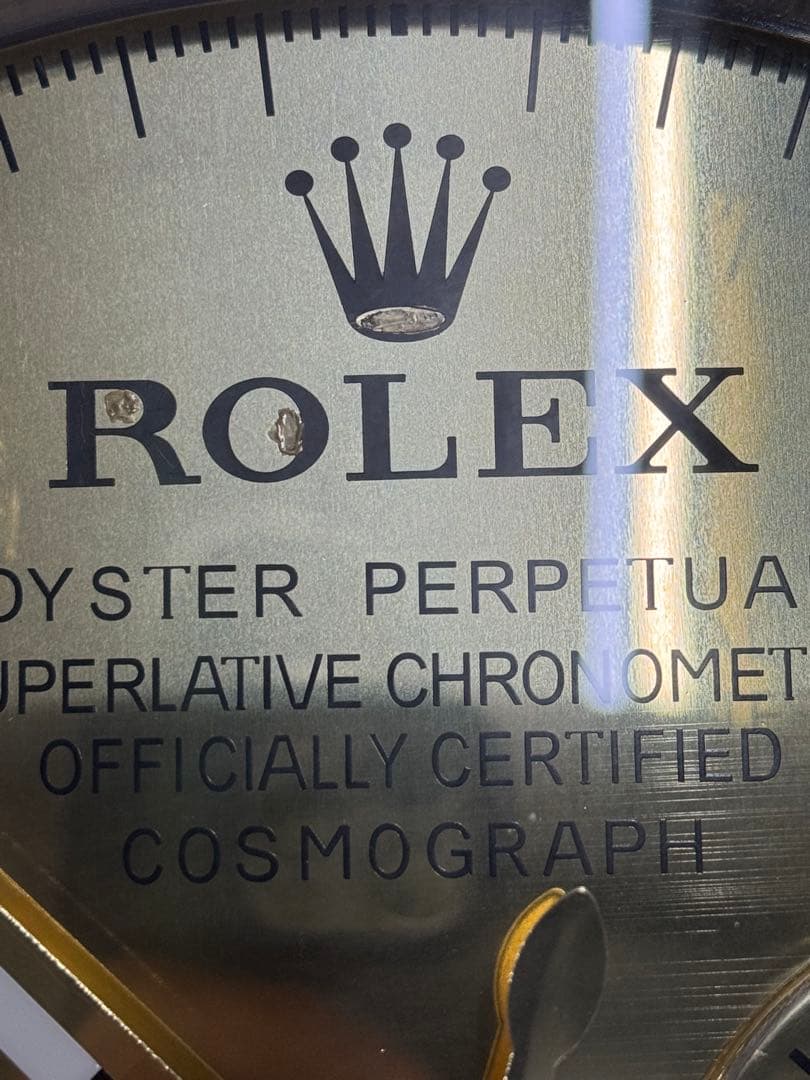 ROLEX
OYSTER PERPETUA
UPERLATIVE CHRONOMET
OFFICIALLY CERTIFIED
COSMOGRAPH